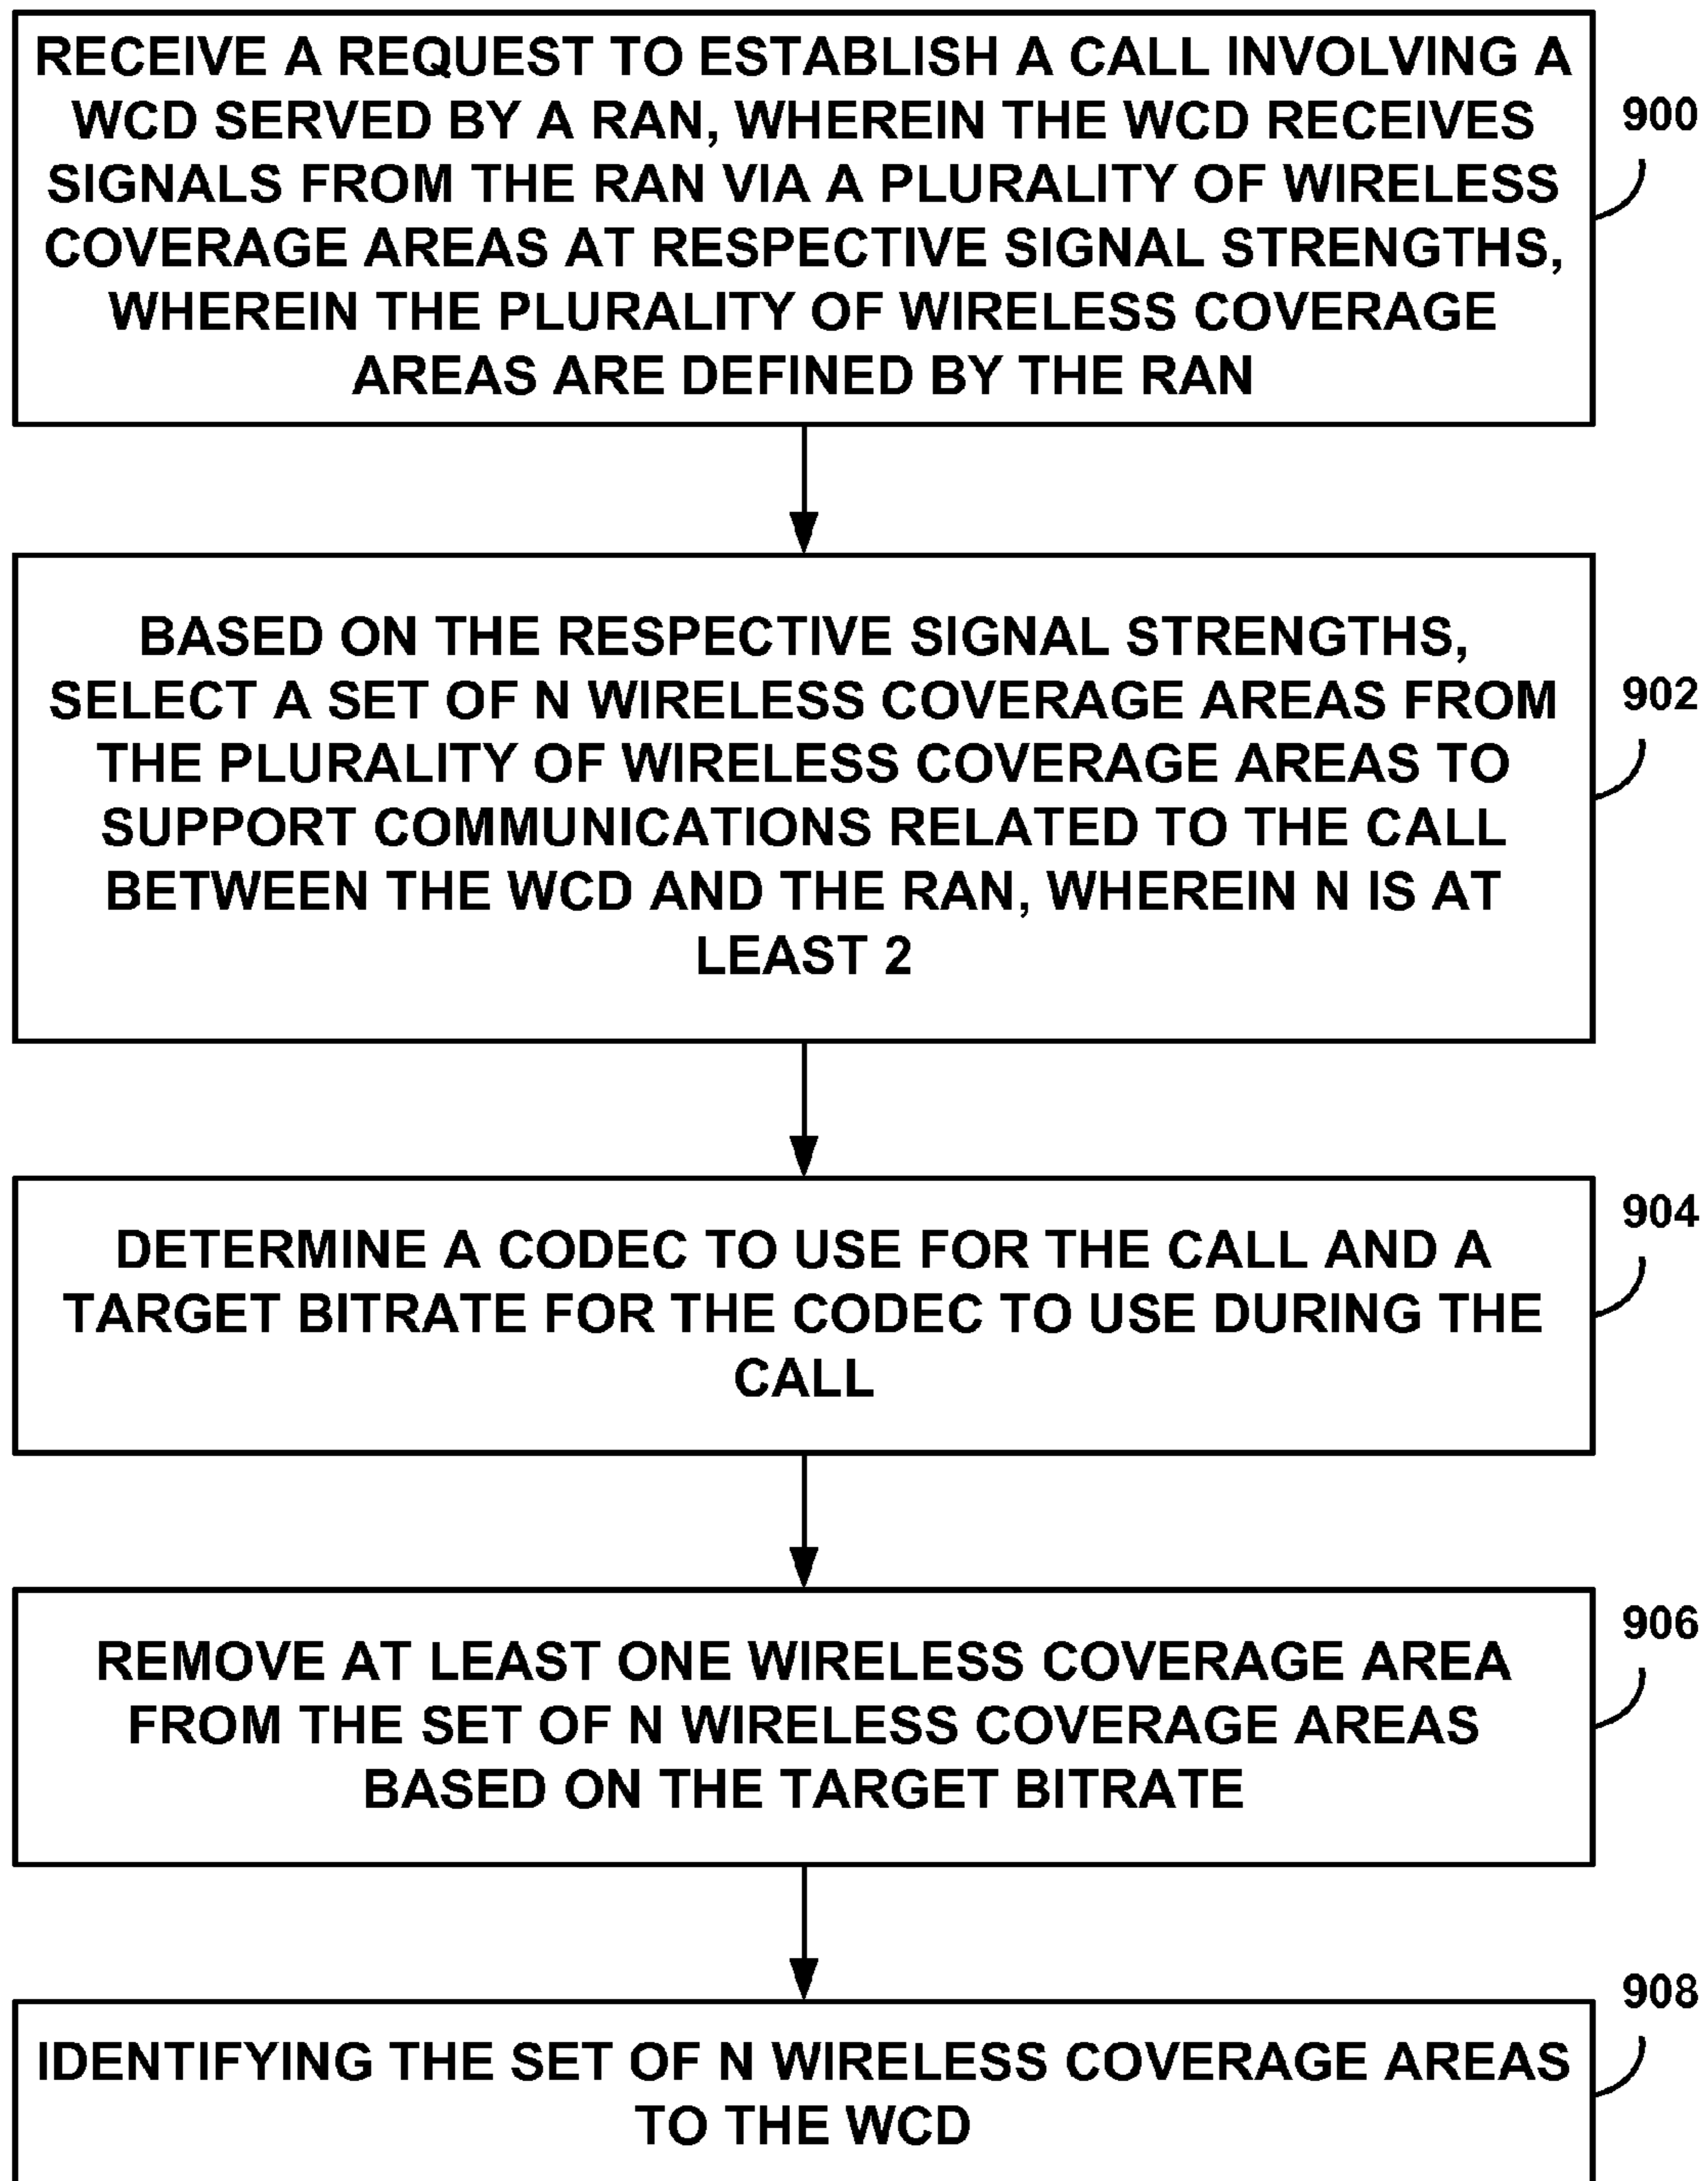 RECEIVE A REQUEST TO ESTABLISH A CALL INVOLVING A
WCD SERVED BY A RAN, WHEREIN THE WCD RECEIVES
SIGNALS FROM THE RAN VIA A PLURALITY OF WIRELESS
COVERAGE AREAS AT RESPECTIVE SIGNAL STRENGTHS,
WHEREIN THE PLURALITY OF WIRELESS COVERAGE
AREAS ARE DEFINED BY THE RAN
900
BASED ON THE RESPECTIVE SIGNAL STRENGTHS,
SELECT A SET OF N WIRELESS COVERAGE AREAS FROM
THE PLURALITY OF WIRELESS COVERAGE AREAS TO
SUPPORT COMMUNICATIONS RELATED TO THE CALL
BETWEEN THE WCD AND THE RAN, WHEREIN N IS AT
LEAST 2
902
DETERMINE A CODEC TO USE FOR THE CALL AND A
TARGET BITRATE FOR THE CODEC TO USE DURING THE
CALL
904
REMOVE AT LEAST ONE WIRELESS COVERAGE AREA
FROM THE SET OF N WIRELESS COVERAGE AREAS
BASED ON THE TARGET BITRATE
906
IDENTIFYING THE SET OF N WIRELESS COVERAGE AREAS
TO THE WCD
908